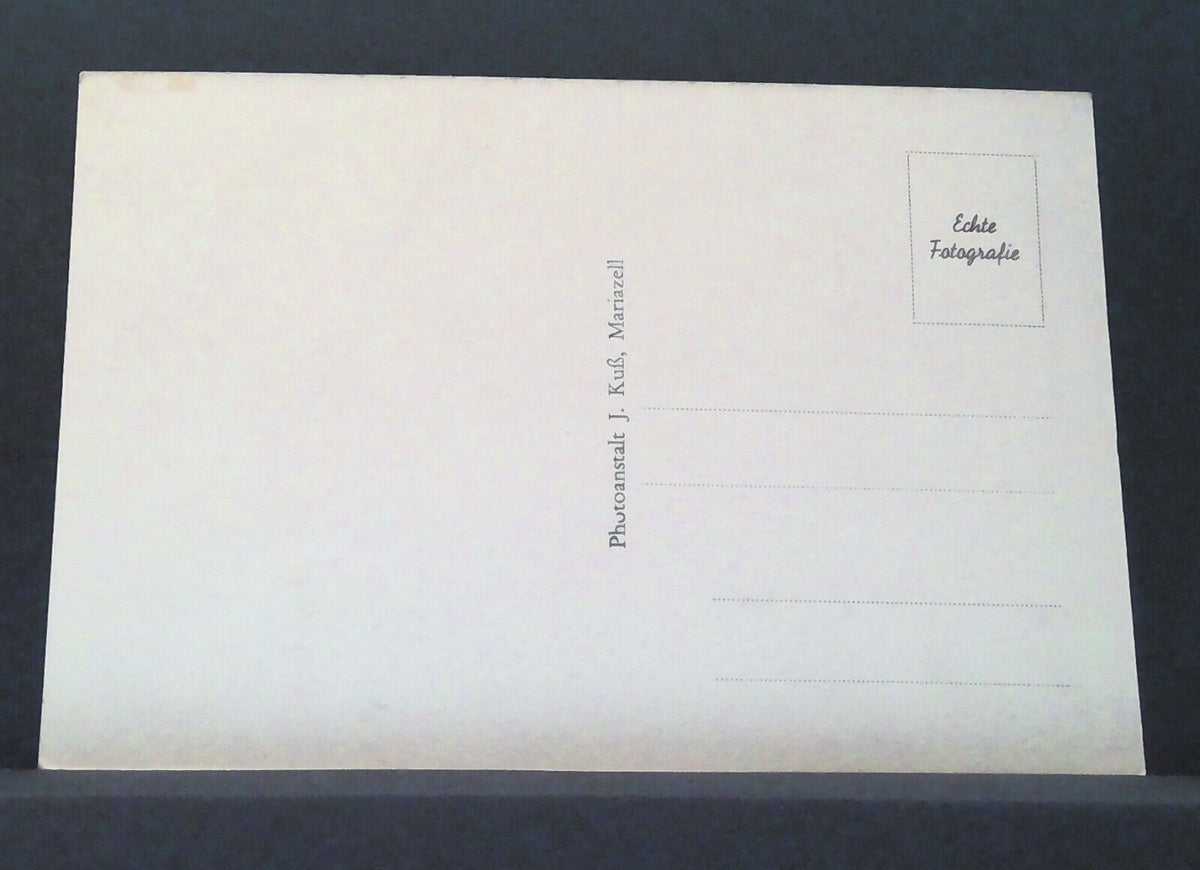 Photoanstalt J. Kuß, Mariazell
Echte
Fotografie